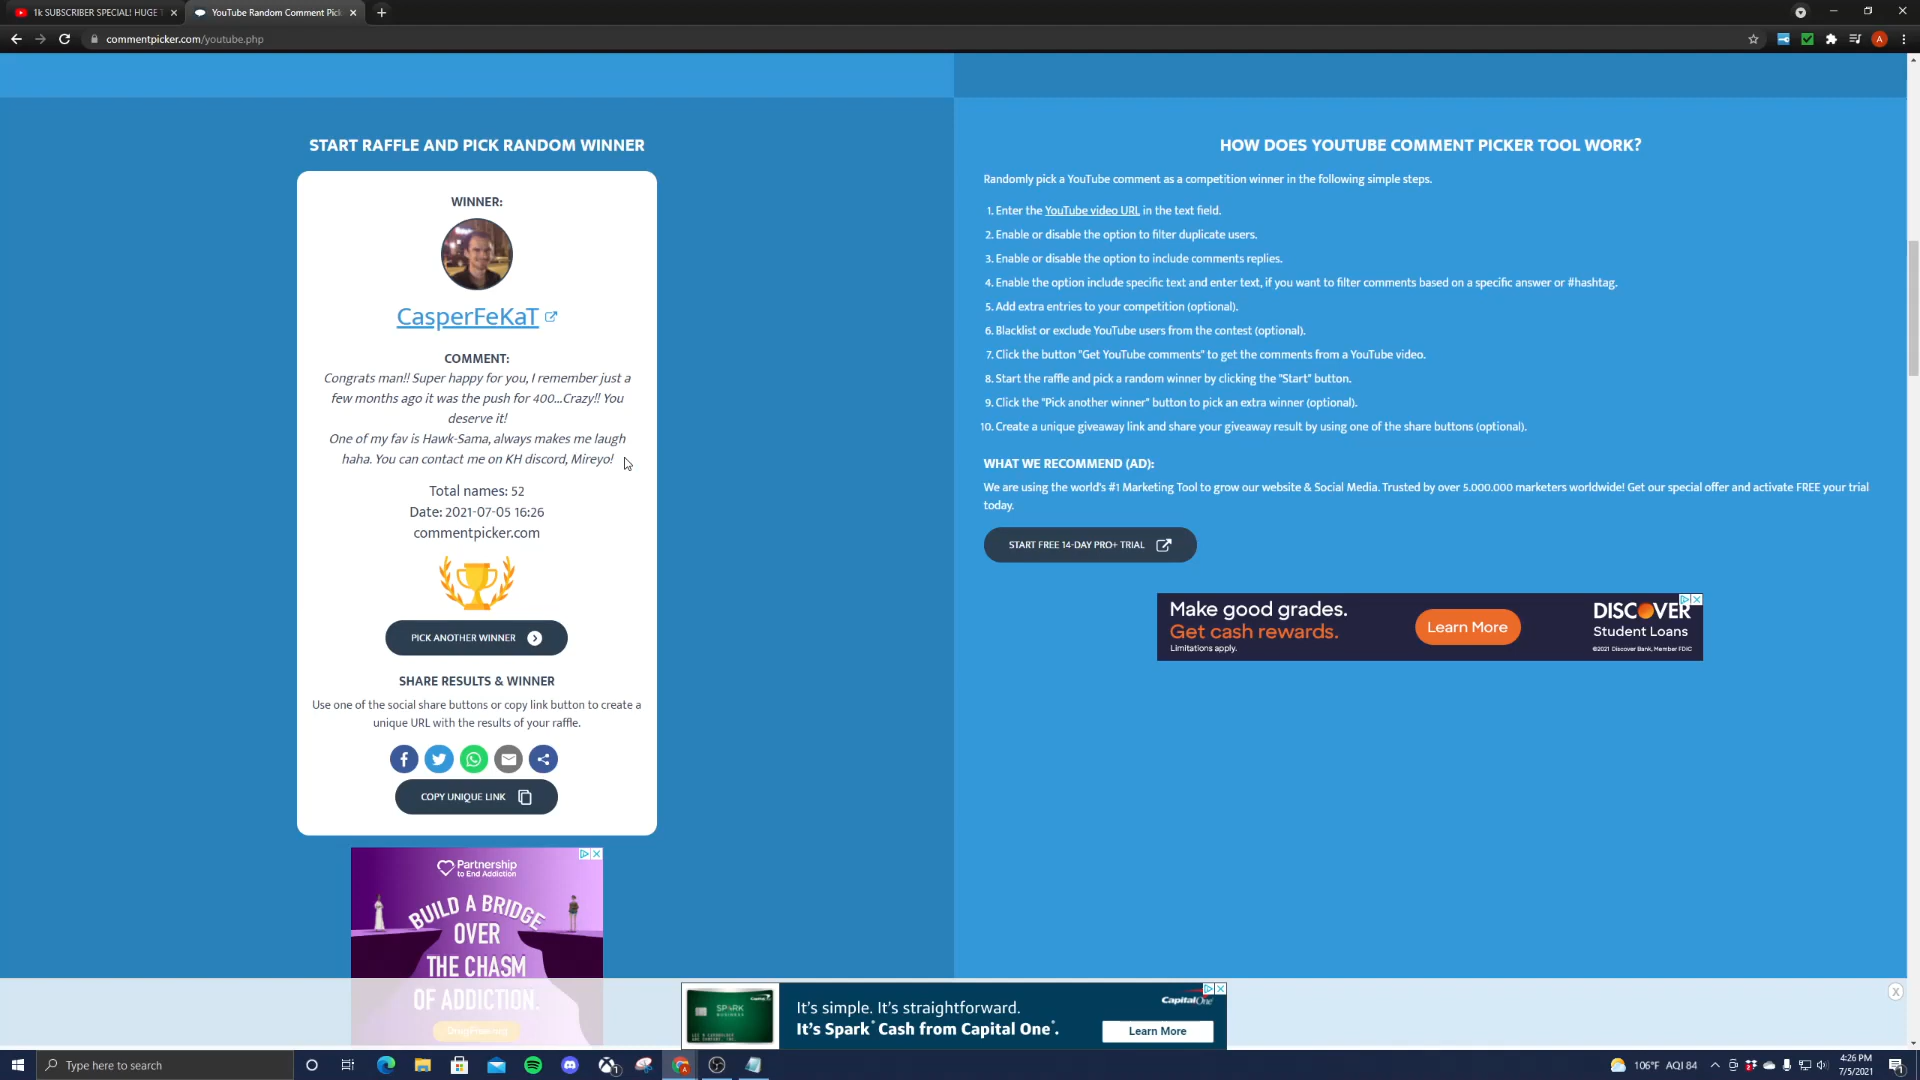 1k SUBSCRIBER SPECIAL! HUGE
YouTube Random Comment Pic
commentpicker.com/youtube.php
A
START RAFFLE AND PICK RANDOM WINNER
WINNER:
CasperFeKaT
COMMENT:
Congrats man!! Super happy for you, I remember just a
few months ago it was the push for 400...Crazy!! You
deserve it!
One of my fav is Hawk-Sama, always makes me laugh
haha. You can contact me on KH discord, Mireyo!
Total names: 52
Date: 2021-07-05 16:26
commentpicker.com
PICK ANOTHER WINNER
SHARE RESULTS & WINNER
Use one of the social share buttons or copy link button to create a
unique URL with the results of your raffle.
COPY UNIQUE LINK
Partnership
to End Addiction
BUILD A BRIDGE
OVER
THE CHASM
OF ADDICTION.
HOW DOES YOUTUBE COMMENT PICKER TOOL WORK?
Randomly pick a YouTube comment as a competition winner in the following simple steps.
1. Enter the YouTube video URL in the text field.
2. Enable or disable the option to filter duplicate users.
3. Enable or disable the option to include comments replies.
4. Enable the option include specific text and enter text, if you want to filter comments based on a specific answer or #hashtag.
5. Add extra entries to your competition (optional).
6. Blacklist or exclude YouTube users from the contest (optional).
7. Click the button "Get YouTube comments" to get the comments from a YouTube video.
8. Start the raffle and pick a random winner by clicking the "Start" button.
9. Click the "Pick another winner" button to pick an extra winner (optional).
10. Create a unique giveaway link and share your giveaway result by using one of the share buttons (optional).
WHAT WE RECOMMEND (AD):
We are using the world's #1 Marketing Tool to grow our website & Social Media. Trusted by over 5.000.000 marketers worldwide! Get our special offer and activate FREE your trial
today.
START FREE 14-DAY PRO+ TRIAL
Make good grades.
Get cash rewards.
Limitations apply.
Learn More
DISCOVER
Student Loans
©2021 Discover Bank, Member FDIC
SPARK
BUSINESS
It's simple. It's straightforward.
It's Spark® Cash from Capital One®.
Capital One
Learn More
Type here to search
106°F AQI 84
4:26 PM
7/5/2021